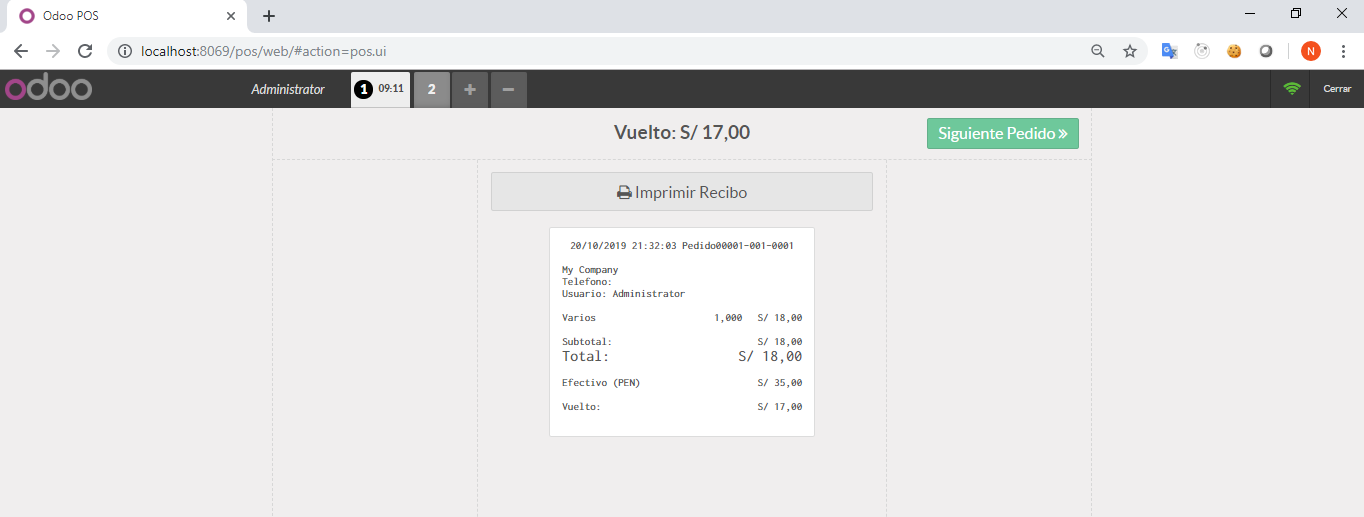 Odoo POS
localhost:8069/pos/web/#action=pos.ui
N
odoo
Administrator
1 09:11
2
Cerrar
Vuelto: S/ 17,00
Siguiente Pedido »
Imprimir Recibo
20/10/2019 21:32:03 Pedido00001-001-0001
My Company
Telefono:
Usuario: Administrator
Varios 1,000 S/ 18,00
Subtotal: S/ 18,00
Total: S/ 18,00
Efectivo (PEN) S/ 35,00
Vuelto: S/ 17,00